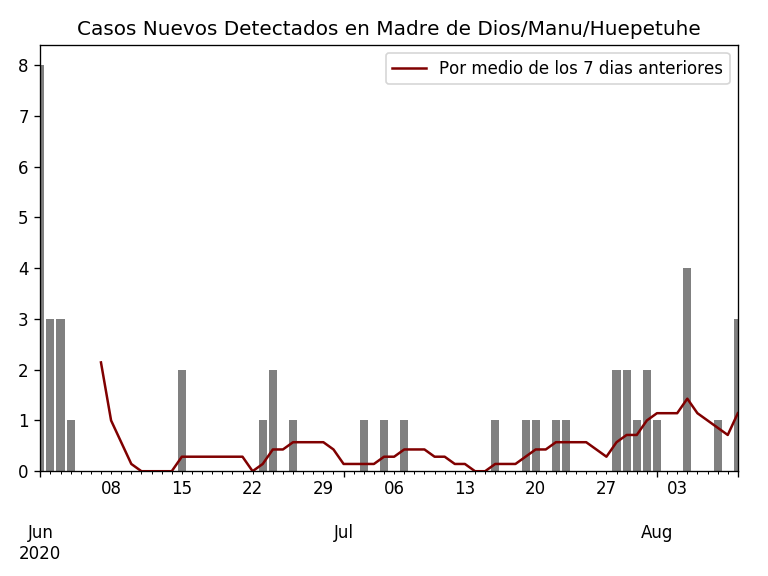 Casos Nuevos Detectados en Madre de Dios/Manu/Huepetuhe
Por medio de los 7 dias anteriores
8
7
6
5
4
3
2
1
0
08 15 22 29 06 13 20 27 03
Jun Jul Aug
2020